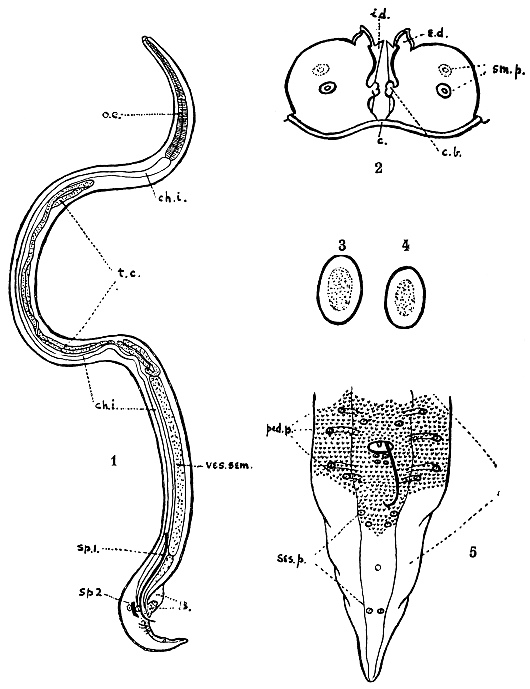 i.d.
E.d.
sm.p.
c.
c.b.
2
o.e.
ch.i.
t.c.
ch.i.
1
ves.sem.
sp.1.
sp 2
B.
3
4
ped.p.
Ses.p.
5